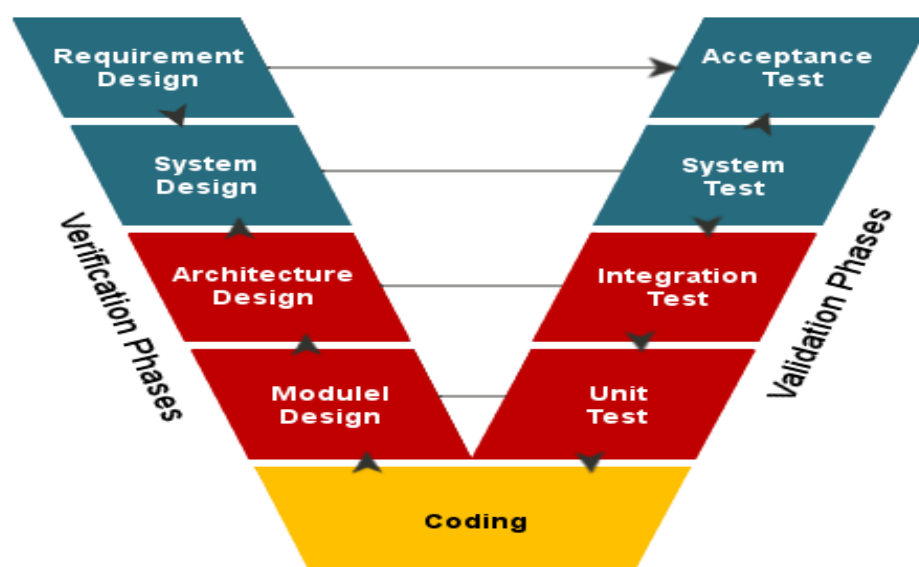 Requirement
Design
Acceptance
Test
System
Design
System
Test
Architecture
Design
Integration
Test
Modulel
Design
Unit
Test
Coding
Verification Phases
Validation Phases